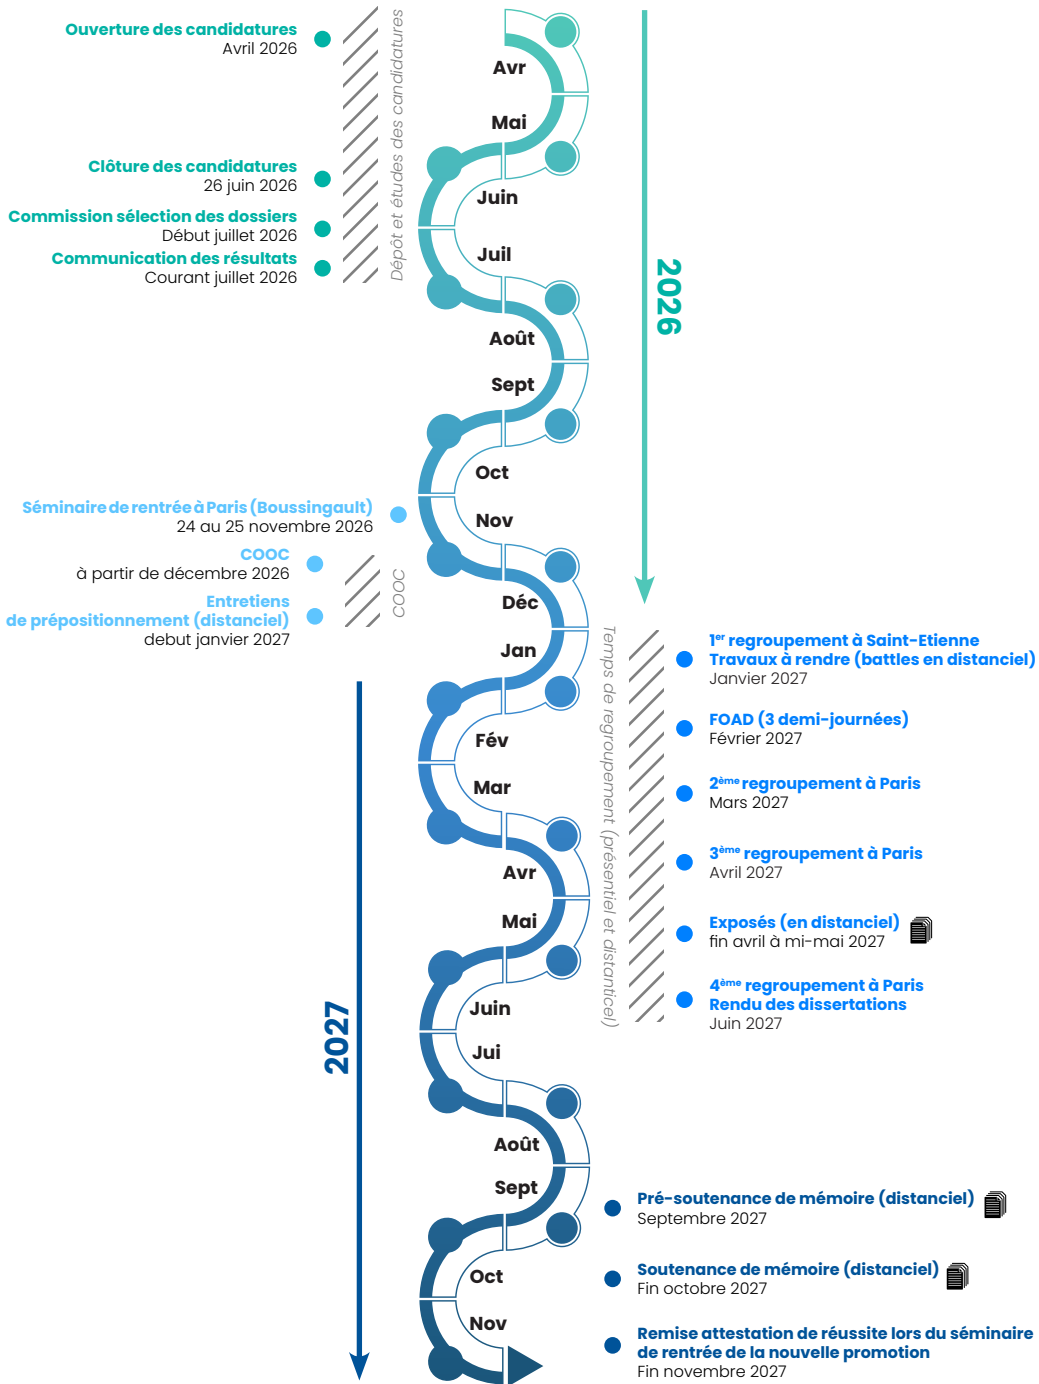 Ouverture des candidatures
Avril 2026
Clôture des candidatures
26 juin 2026
Commission sélection des dossiers
Début juillet 2026
Communication des résultats
Courant juillet 2026
Dépôt et études des candidatures
Avr
Mai
Juin
Juil
Août
Sept
Oct
Nov
Déc
Jan
Fév
Mar
Avr
Mai
Juin
Jui
Août
Sept
Oct
Nov
2026
Séminaire de rentrée à Paris (Boussingault)
24 au 25 novembre 2026
COOC
à partir de décembre 2026
Entretiens
de prépositionnement (distanciel)
debut janvier 2027
COOC
2027
Temps de regroupement (présentiel et distanticel)
1er regroupement à Saint-Etienne
Travaux à rendre (battles en distanciel)
Janvier 2027
FOAD (3 demi-journées)
Février 2027
2ème regroupement à Paris
Mars 2027
3ème regroupement à Paris
Avril 2027
Exposés (en distanciel)
fin avril à mi-mai 2027
4ème regroupement à Paris
Rendu des dissertations
Juin 2027
Pré-soutenance de mémoire (distanciel)
Septembre 2027
Soutenance de mémoire (distanciel)
Fin octobre 2027
Remise attestation de réussite lors du séminaire
de rentrée de la nouvelle promotion
Fin novembre 2027